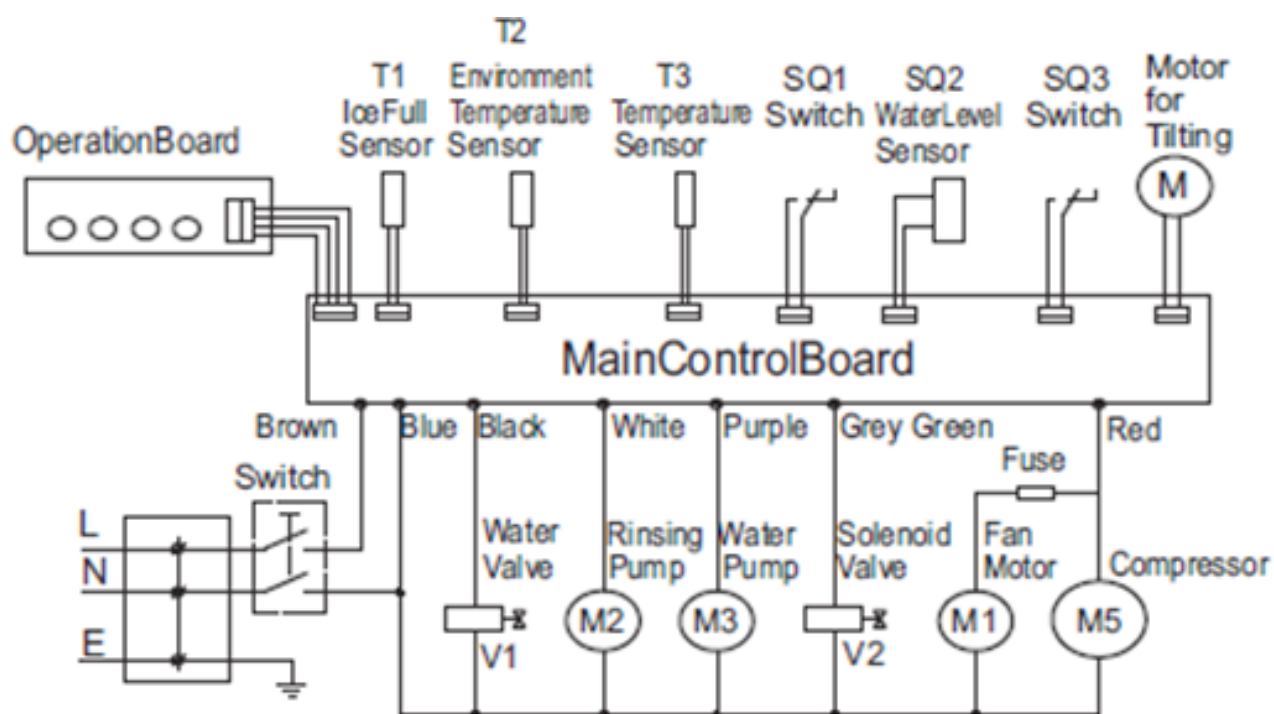 T2
T1 Environment T3 SQ1 SQ2 SQ3 Motor
IceFull Temperature Temperature Switch WaterLevel Switch for
Sensor Sensor Sensor Sensor Tilting
OperationBoard
M
MainControlBoard
Brown Blue Black White Purple Grey Green Red
Fuse
Switch
L
Water Rinsing Water Solenoid Fan
Valve Pump Pump Valve Motor Compressor
N
M2 M3 M1 M5
V1 V2
E